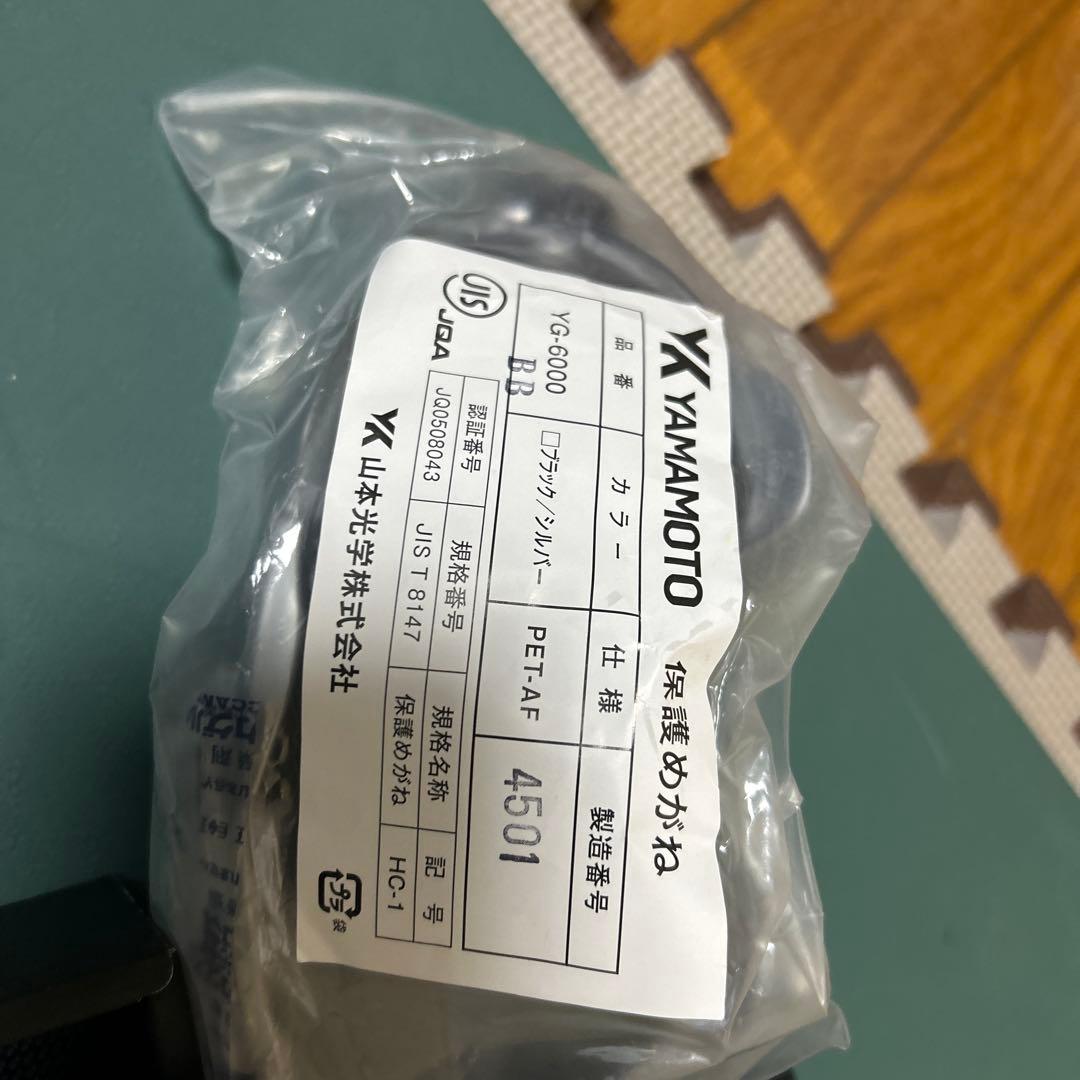 YAMAMOTO 保護めがね
品番 カラー 仕様 製造番号
YG-6000 □ブラック/シルバー PET-AF 4501
BB
JIS JQA
認証番号 規格番号 規格名称 記号
JQ0508043 JIS T 8147 保護めがね HC-1
山本光学株式会社
プラ 袋